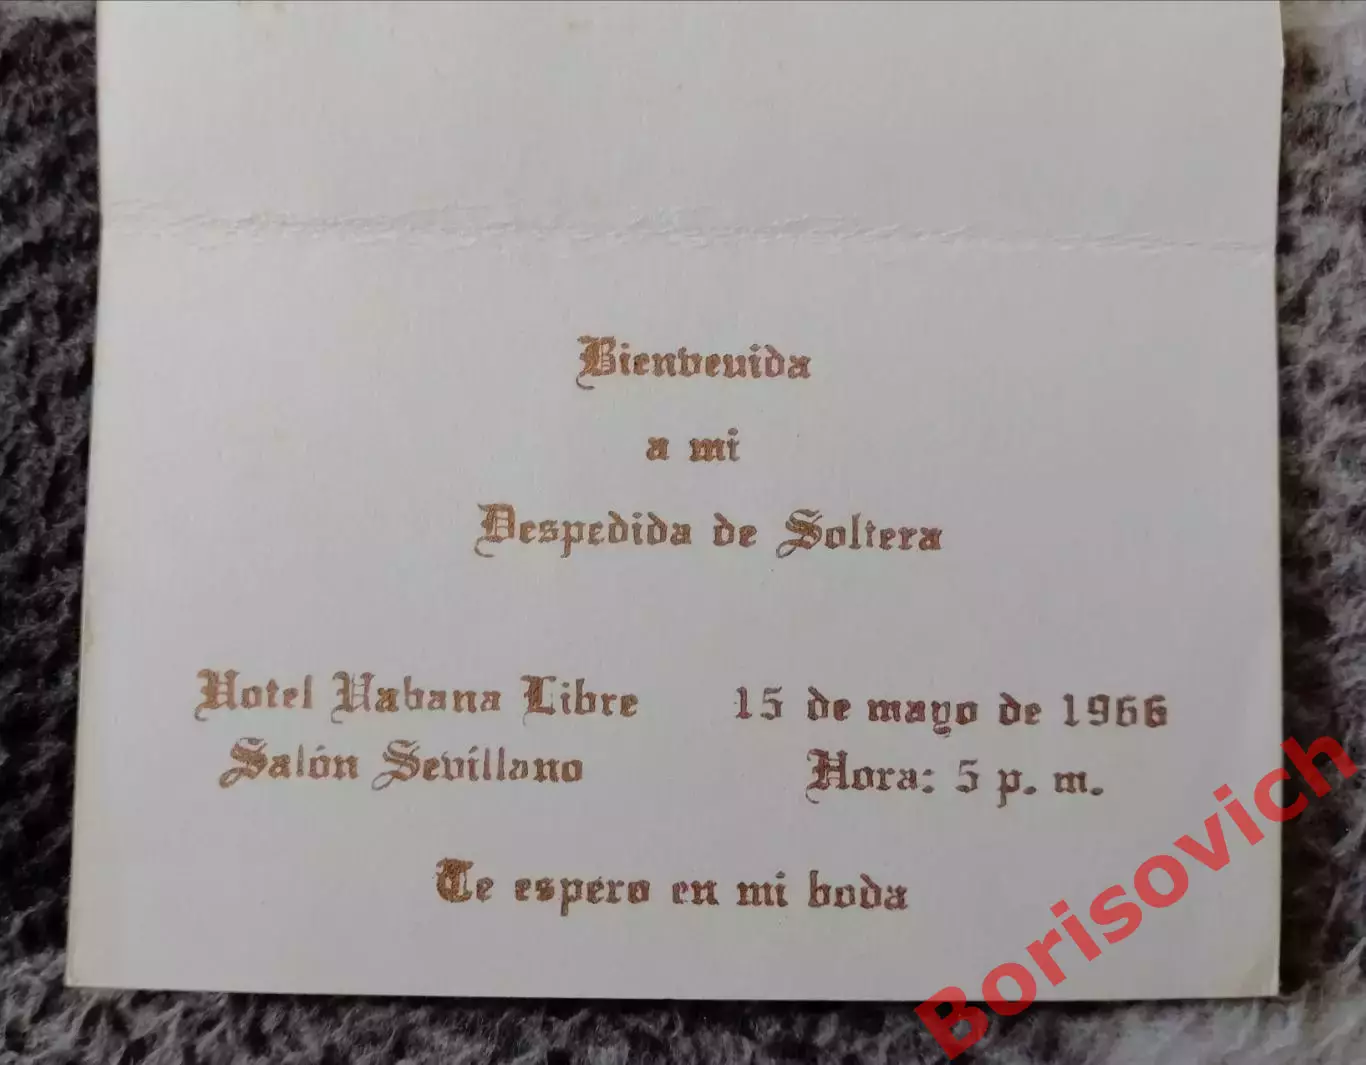 Bienvenida
a mi
Despedida de Soltera
Hotel Habana Libre
Salón Sevillano
15 de mayo de 1966
Hora: 5 p. m.
Te espero en mi boda
Borisovich